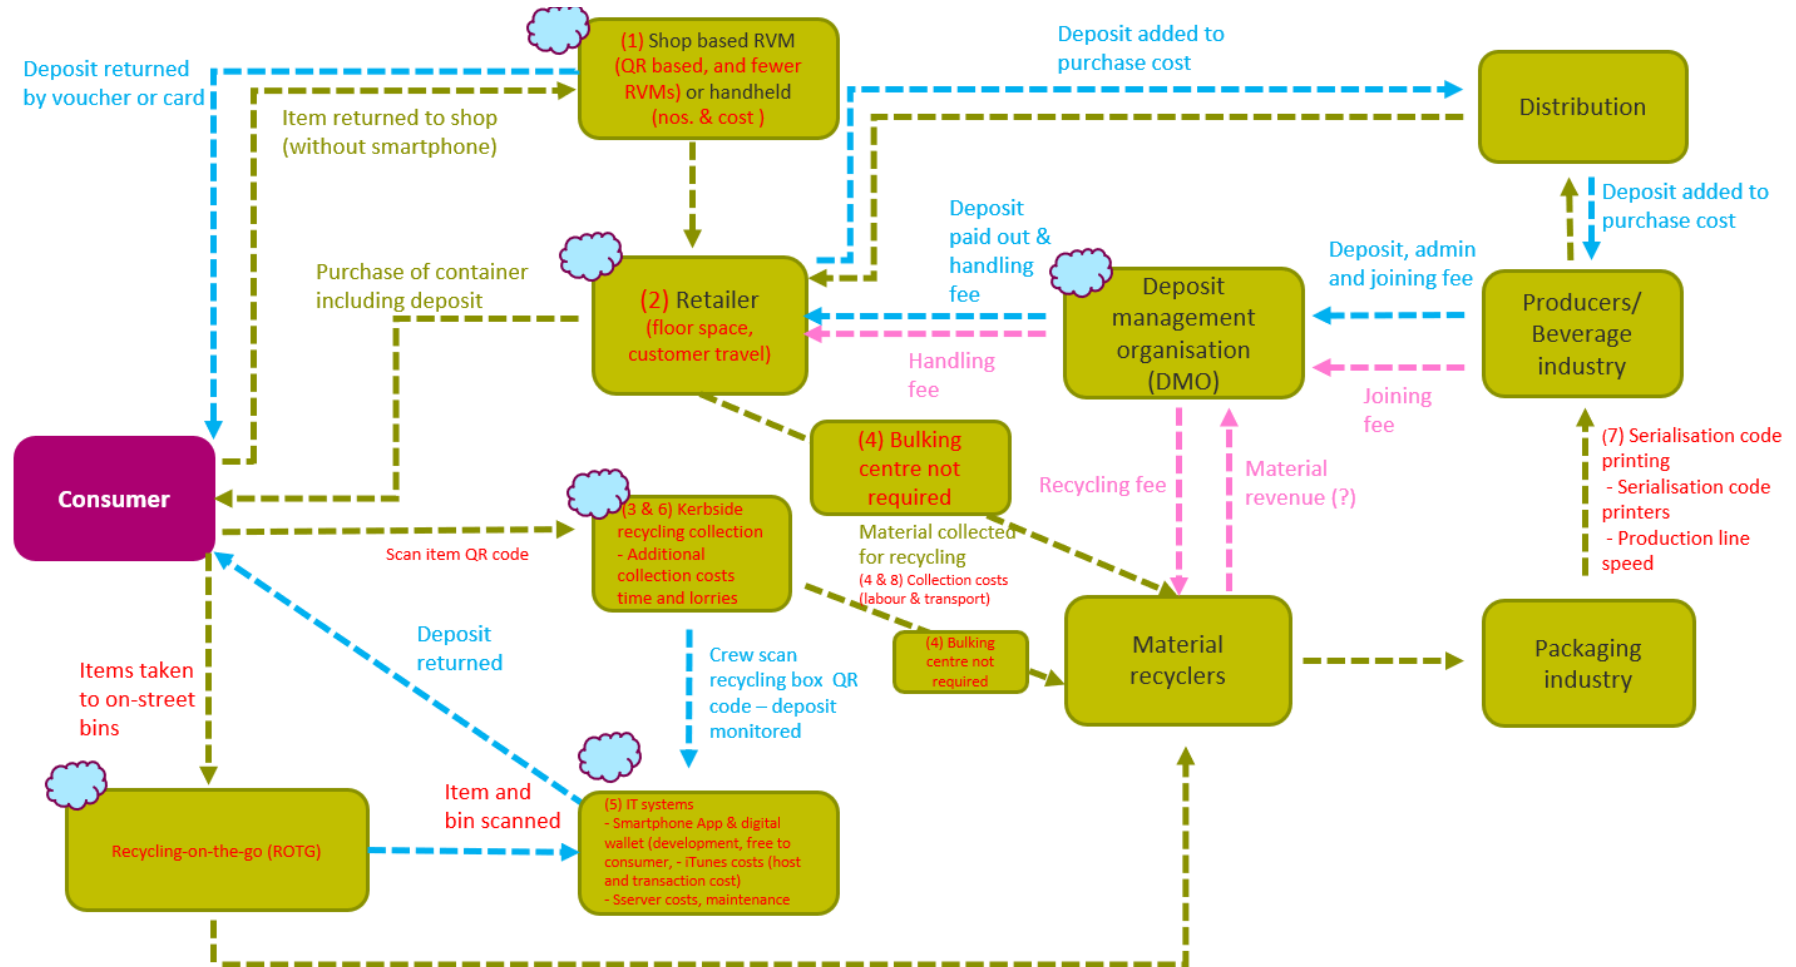 (1) Shop based RVM
(QR based, and fewer
RVMs) or handheld
(nos. & cost )
Deposit added to
purchase cost
Distribution
Deposit returned
by voucher or card
Item returned to shop
(without smartphone)
Deposit added to
purchase cost
Deposit
paid out &
handling
fee
Deposit, admin
and joining fee
Purchase of container
including deposit
(2) Retailer
(floor space,
customer travel)
Deposit
management
organisation
(DMO)
Producers/
Beverage
industry
Handling
fee
Joining
fee
(4) Bulking
centre not
required
(7) Serialisation code
printing
- Serialisation code
printers
- Production line
speed
Recycling fee
Material
revenue (?)
Consumer
(3 & 6) Kerbside
recycling collection
- Additional
collection costs
time and lorries
Scan item QR code
Material collected
for recycling
(4 & 8) Collection costs
(labour & transport)
Deposit
returned
Crew scan
recycling box QR
code – deposit
monitored
(4) Bulking
centre not
required
Material
recyclers
Packaging
industry
Items taken
to on-street
bins
Item and
bin scanned
Recycling-on-the-go (ROTG)
(5) IT systems
- Smartphone App & digital
wallet (development, free to
consumer, - iTunes costs (host
and transaction cost)
- Sserver costs, maintenance